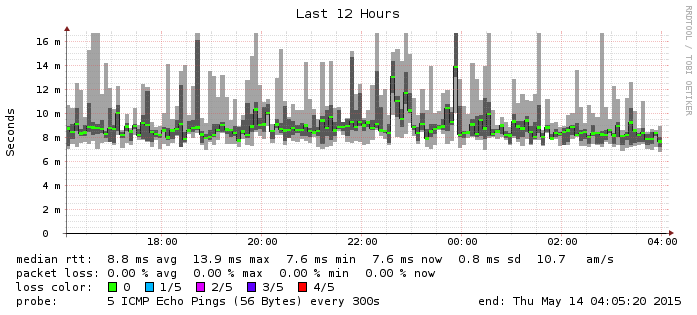 Last 12 Hours
RRDTOOL / TOBI OETIKER
Seconds
16 m
14 m
12 m
10 m
8 m
6 m
4 m
2 m
0
18:00 20:00 22:00 00:00 02:00 04:00
median rtt: 8.8 ms avg 13.9 ms max 7.6 ms min 7.6 ms now 0.8 ms sd 10.7 am/s
packet loss: 0.00 % avg 0.00 % max 0.00 % min 0.00 % now
loss color: 0 1/5 2/5 3/5 4/5
probe: 5 ICMP Echo Pings (56 Bytes) every 300s end: Thu May 14 04:05:20 2015